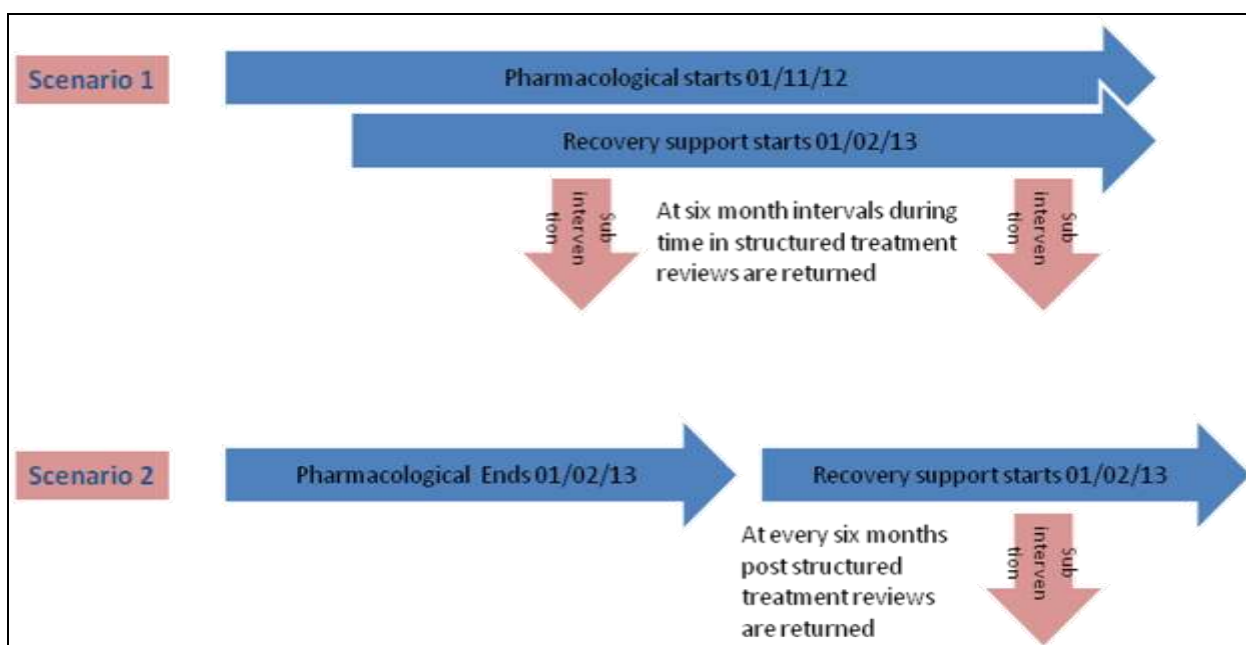 Scenario 1
Pharmacological starts 01/11/12
Recovery support starts 01/02/13
Sub
interven
tion
At six month intervals during
time in structured treatment
reviews are returned
Sub
interven
tion
Scenario 2
Pharmacological Ends 01/02/13
Recovery support starts 01/02/13
At every six months
post structured
treatment reviews
are returned
Sub
interven
tion